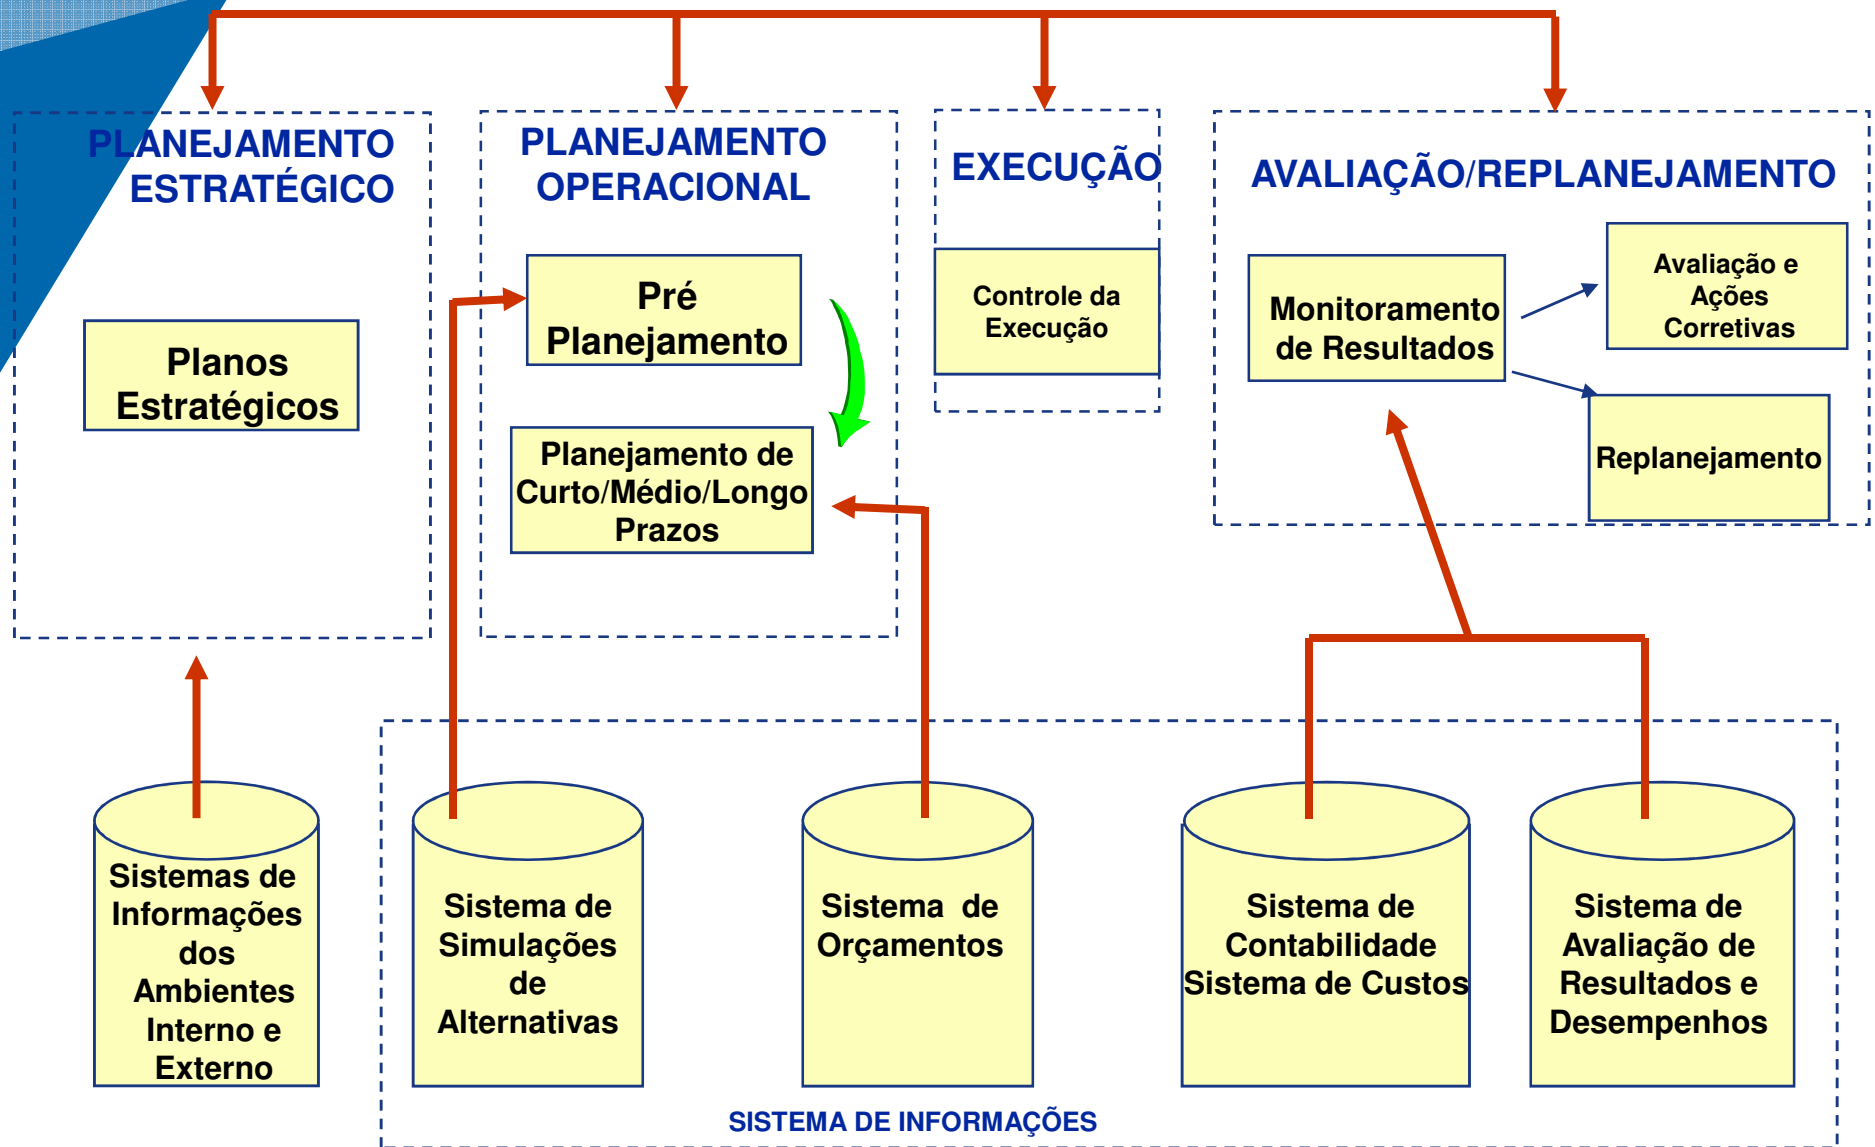 PLANEJAMENTO
ESTRATÉGICO
Planos
Estratégicos
PLANEJAMENTO
OPERACIONAL
Pré
Planejamento
Planejamento de
Curto/Médio/Longo
Prazos
EXECUÇÃO
Controle da
Execução
AVALIAÇÃO/REPLANEJAMENTO
Monitoramento
de Resultados
Avaliação e
Ações
Corretivas
Replanejamento
Sistemas de
Informações
dos
Ambientes
Interno e
Externo
Sistema de
Simulações
de
Alternativas
Sistema de
Orçamentos
Sistema de
Contabilidade
Sistema de Custos
Sistema de
Avaliação de
Resultados e
Desempenhos
SISTEMA DE INFORMAÇÕES